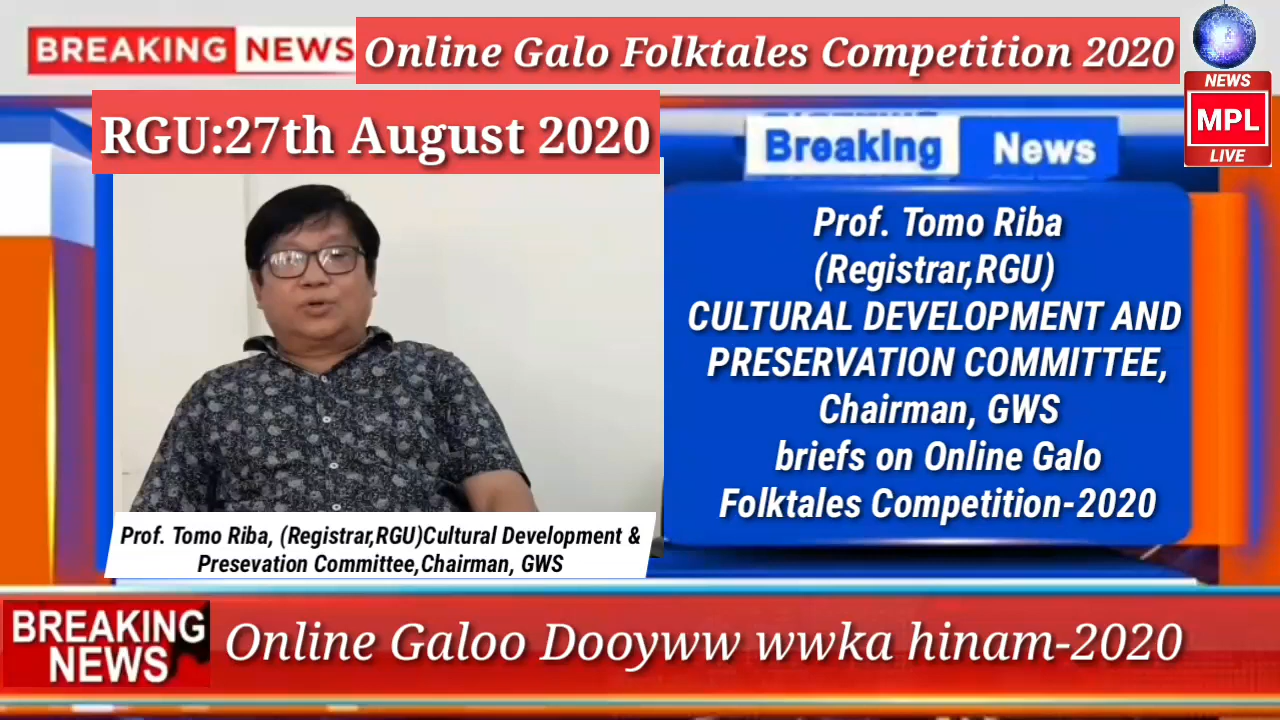 BREAKING NEWS
Online Galo Folktales Competition 2020
NEWS
MPL
LIVE
RGU:27th August 2020
Breaking News
Prof. Tomo Riba
(Registrar,RGU)
CULTURAL DEVELOPMENT AND
PRESERVATION COMMITTEE,
Chairman, GWS
briefs on Online Galo
Folktales Competition-2020
Prof. Tomo Riba, (Registrar,RGU)Cultural Development &
Presevation Committee,Chairman, GWS
BREAKING
NEWS
Online Galoo Dooyww wwka hinam-2020